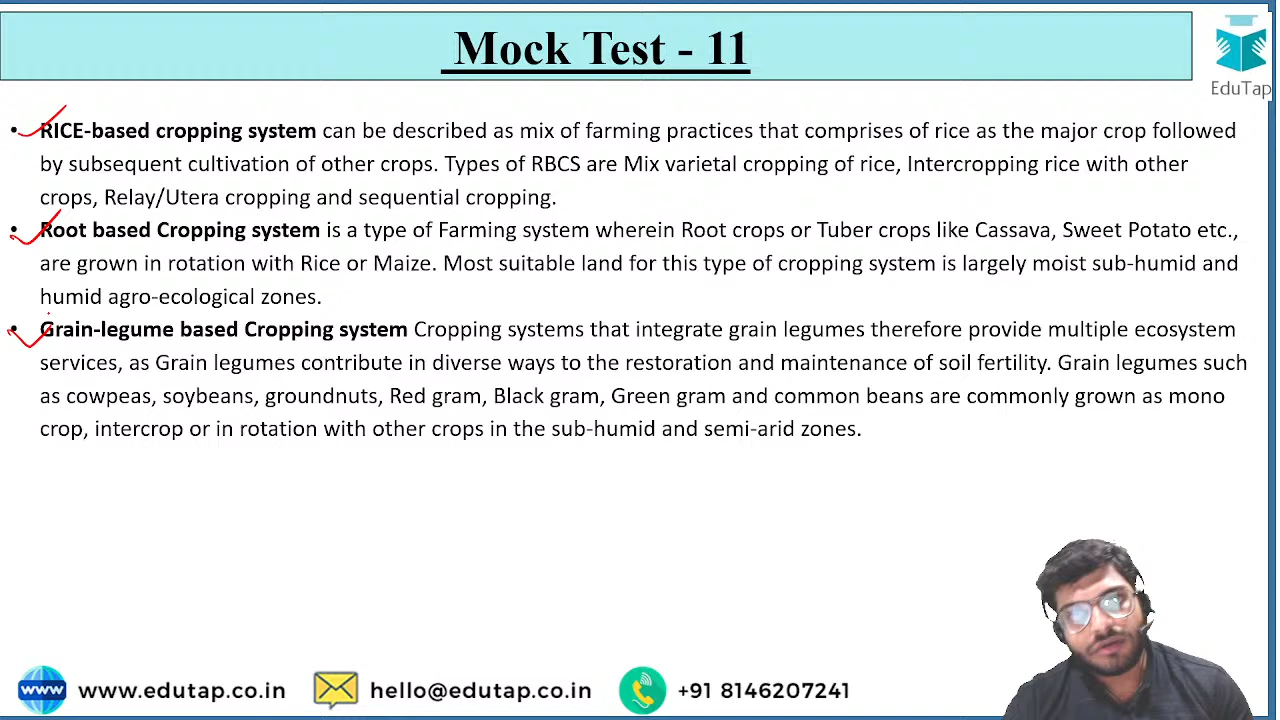 Mock Test - 11
EduTap
• RICE-based cropping system can be described as mix of farming practices that comprises of rice as the major crop followed
by subsequent cultivation of other crops. Types of RBCS are Mix varietal cropping of rice, Intercropping rice with other
crops, Relay/Utera cropping and sequential cropping.
• Root based Cropping system is a type of Farming system wherein Root crops or Tuber crops like Cassava, Sweet Potato etc.,
are grown in rotation with Rice or Maize. Most suitable land for this type of cropping system is largely moist sub-humid and
humid agro-ecological zones.
• Grain-legume based Cropping system Cropping systems that integrate grain legumes therefore provide multiple ecosystem
services, as Grain legumes contribute in diverse ways to the restoration and maintenance of soil fertility. Grain legumes such
as cowpeas, soybeans, groundnuts, Red gram, Black gram, Green gram and common beans are commonly grown as mono
crop, intercrop or in rotation with other crops in the sub-humid and semi-arid zones.
www www.edutap.co.in hello@edutap.co.in +91 8146207241